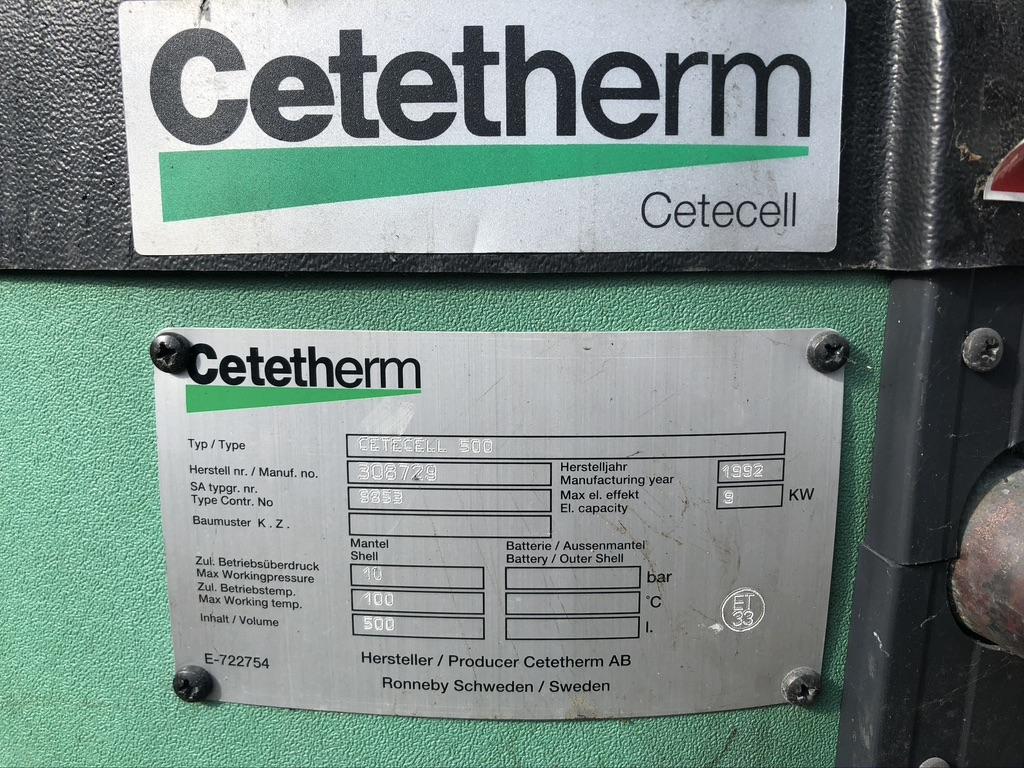 Cetetherm
Cetecell
Cetetherm
Typ / Type CETECELL 500
Herstell nr. / Manuf. no. 308729 Herstelljahr
Manufacturing year 1992
SA typgr. nr.
Type Contr. No 9853 Max el. effekt
El. capacity 9 KW
Baumuster K . Z .
Mantel
Shell
Batterie / Aussenmantel
Battery / Outer Shell
Zul. Betriebsüberdruck
Max Workingpressure 10 bar
Zul. Betriebstemp.
Max Working temp. 100 °C
Inhalt / Volume 500 l.
ET
33
E-722754
Hersteller / Producer Cetetherm AB
Ronneby Schweden / Sweden